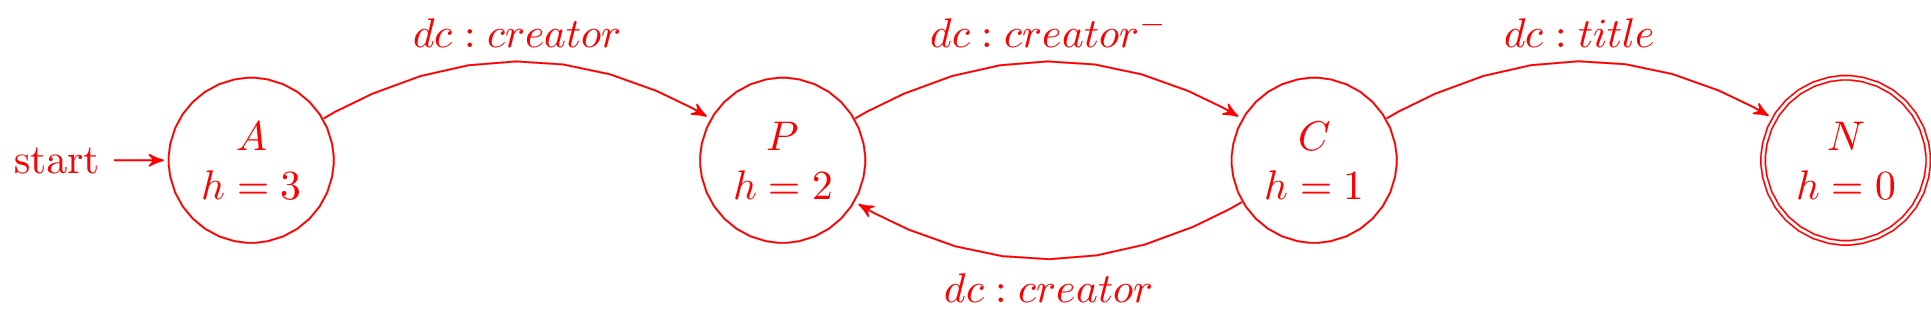 dc : creator
dc : creator⁻
dc : title
start
A
h = 3
P
h = 2
C
h = 1
N
h = 0
dc : creator